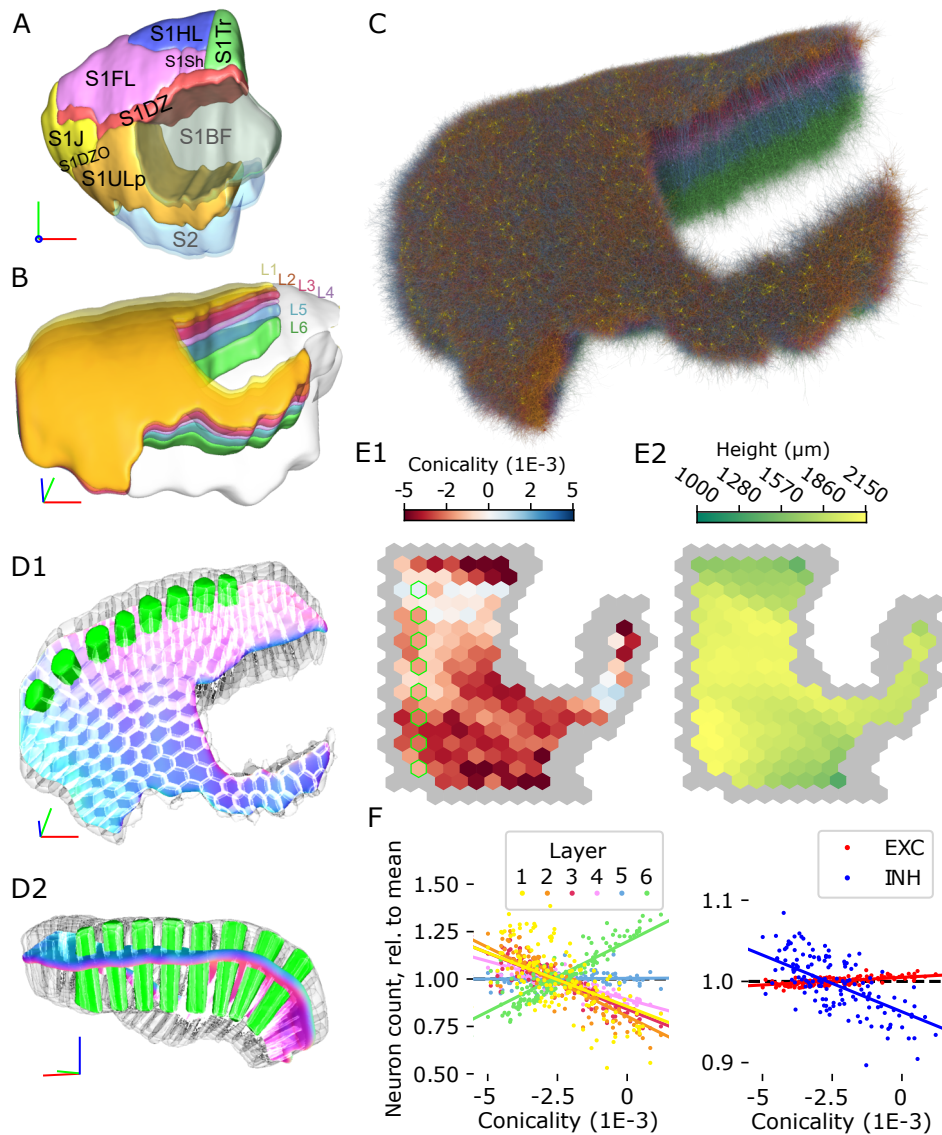 A
S1HL
S1Tr
S1Sh
S1FL
S1DZ
S1J
S1BF
S1DZO
S1ULp
S2
B
L1
L2
L3
L4
L5
L6
C
D1
D2
E1
Conicality (1E-3)
-5 -3 0 2 5
E2
Height (μm)
1000 1280 1570 1860 2150
F
Layer
1 2 3 4 5 6
Neuron count, rel. to mean
1.50
1.25
1.00
0.75
0.50
-5 -2.5 0
Conicality (1E-3)
EXC
INH
1.1
1.0
0.9
-5 -2.5 0
Conicality (1E-3)